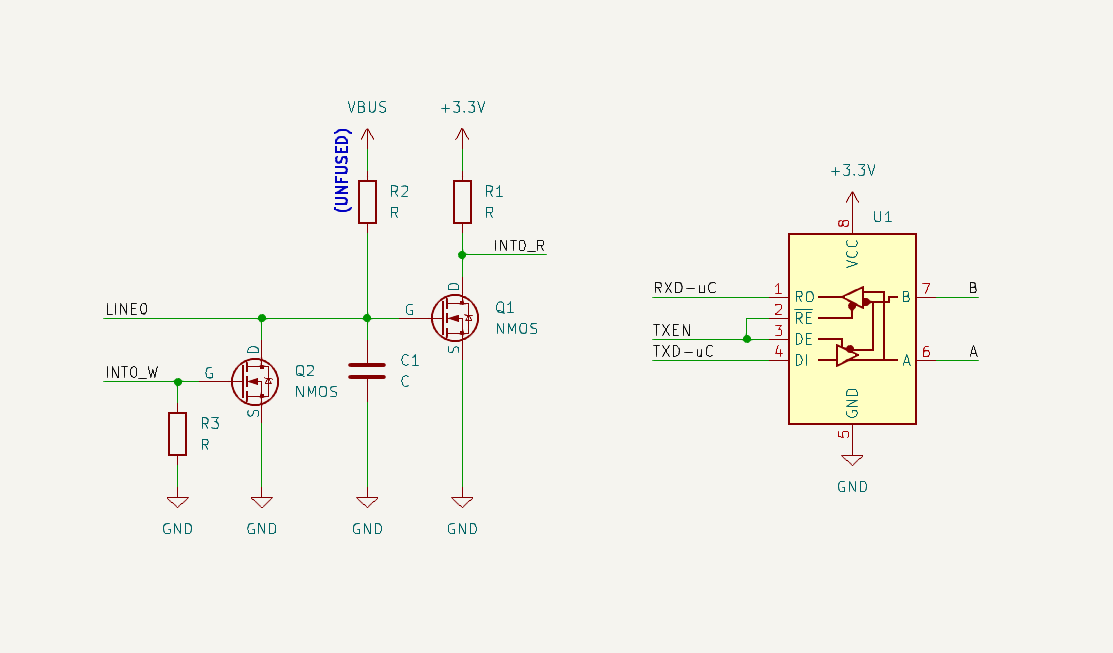 VBUS
(UNFUSED)
R2
R
+3.3V
R1
R
INT0_R
LINE0
G
D
S
Q1
NMOS
INT0_W
G
D
S
Q2
NMOS
C1
C
R3
R
GND
GND
GND
GND
+3.3V
U1
8
VCC
RXD-uC
1
RO
B
7
B
2
RE
TXEN
3
DE
TXD-uC
4
DI
A
6
A
GND
5
GND